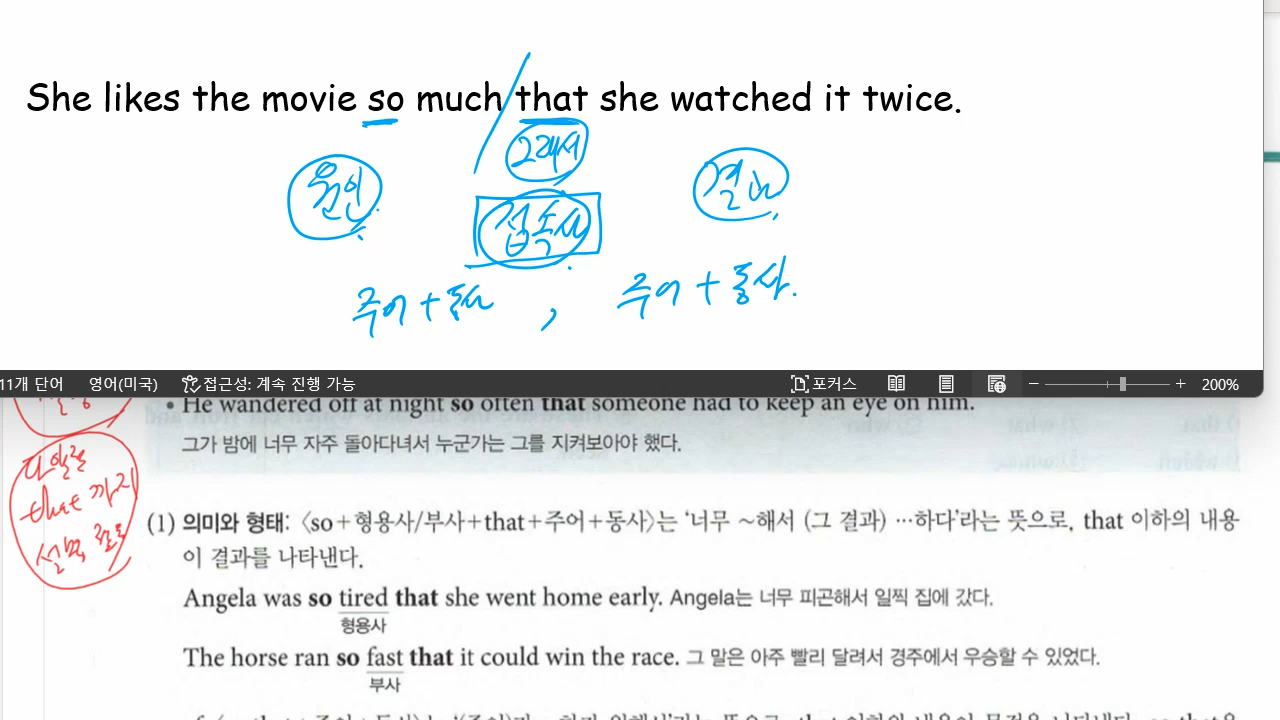 She likes the movie so much that she watched it twice.
그래서
원인 결과
접속사
주어 + 동사 , 주어 + 동사.
11개 단어 영어(미국) 접근성: 계속 진행 가능 포커스 200%
• He wandered off at night so often that someone had to keep an eye on him.
그가 밤에 너무 자주 돌아다녀서 누군가는 그를 지켜보아야 했다.
that 까지
(1) 의미와 형태: 〈so+형용사/부사+that+주어+동사〉는 '너무 ~해서 (그 결과) …하다'라는 뜻으로, that 이하의 내용
이 결과를 나타낸다.
Angela was so tired that she went home early. Angela는 너무 피곤해서 일찍 집에 갔다.
형용사
The horse ran so fast that it could win the race. 그 말은 아주 빨리 달려서 경주에서 우승할 수 있었다.
부사